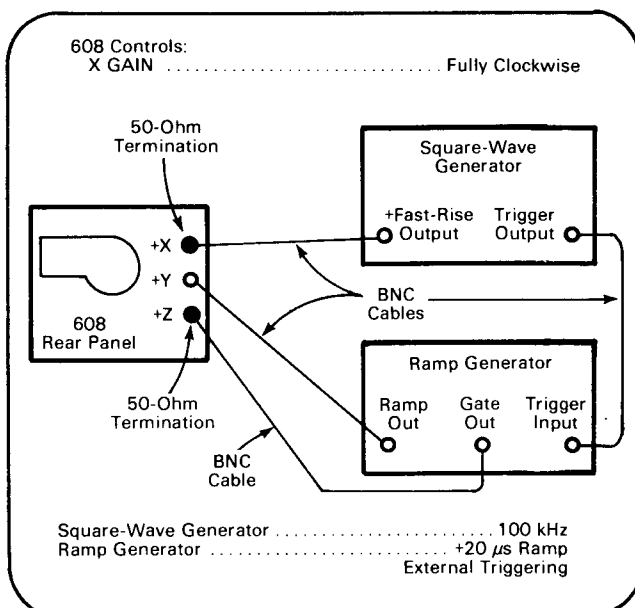 608 Controls:
X GAIN .............................. Fully Clockwise
50-Ohm
Termination
Square-Wave
Generator
+Fast-Rise
Output
Trigger
Output
+X
+Y
+Z
608
Rear Panel
BNC
Cables
Ramp Generator
Ramp
Out
Gate
Out
Trigger
Input
50-Ohm
Termination
BNC
Cable
Square-Wave Generator .................. 100 kHz
Ramp Generator .................. +20 µs Ramp
External Triggering